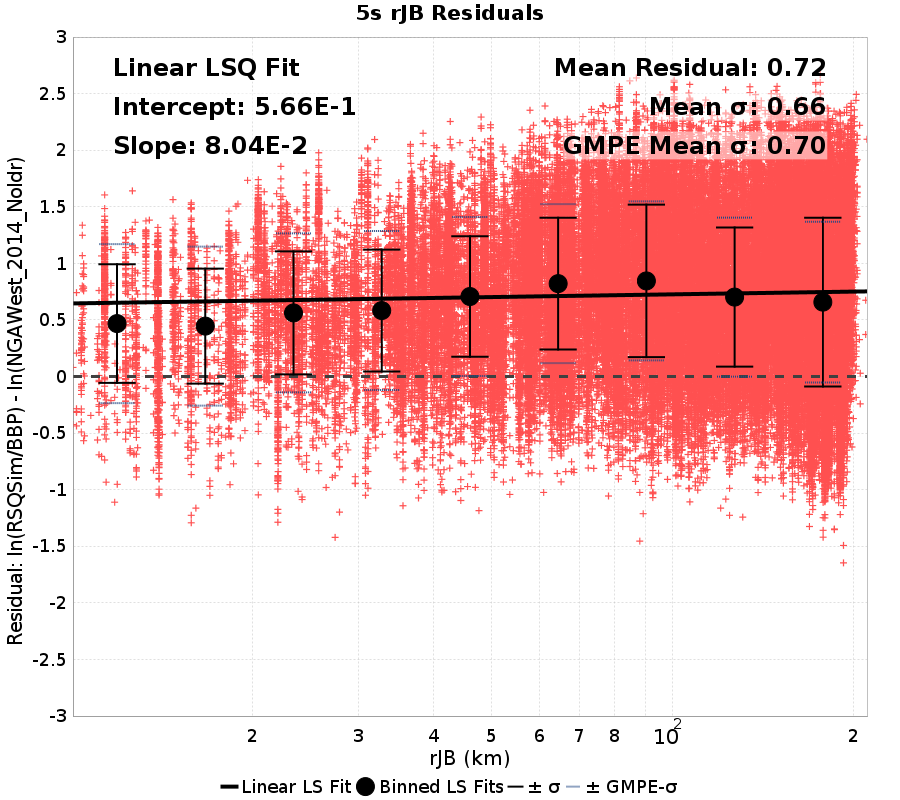 5s rJB Residuals
Linear LSQ Fit
Intercept: 5.66E-1
Slope: 8.04E-2
Mean Residual: 0.72
Mean σ: 0.66
GMPE Mean σ: 0.70
Residual: ln(RSQSim/BBP) - ln(NGAWest_2014_NoIdr)
3
2.5
2
1.5
1
0.5
0
-0.5
-1
-1.5
-2
-2.5
-3
2 3 4 5 6 7 8 10² 2
rJB (km)
Linear LS Fit Binned LS Fits ± σ ± GMPE-σ